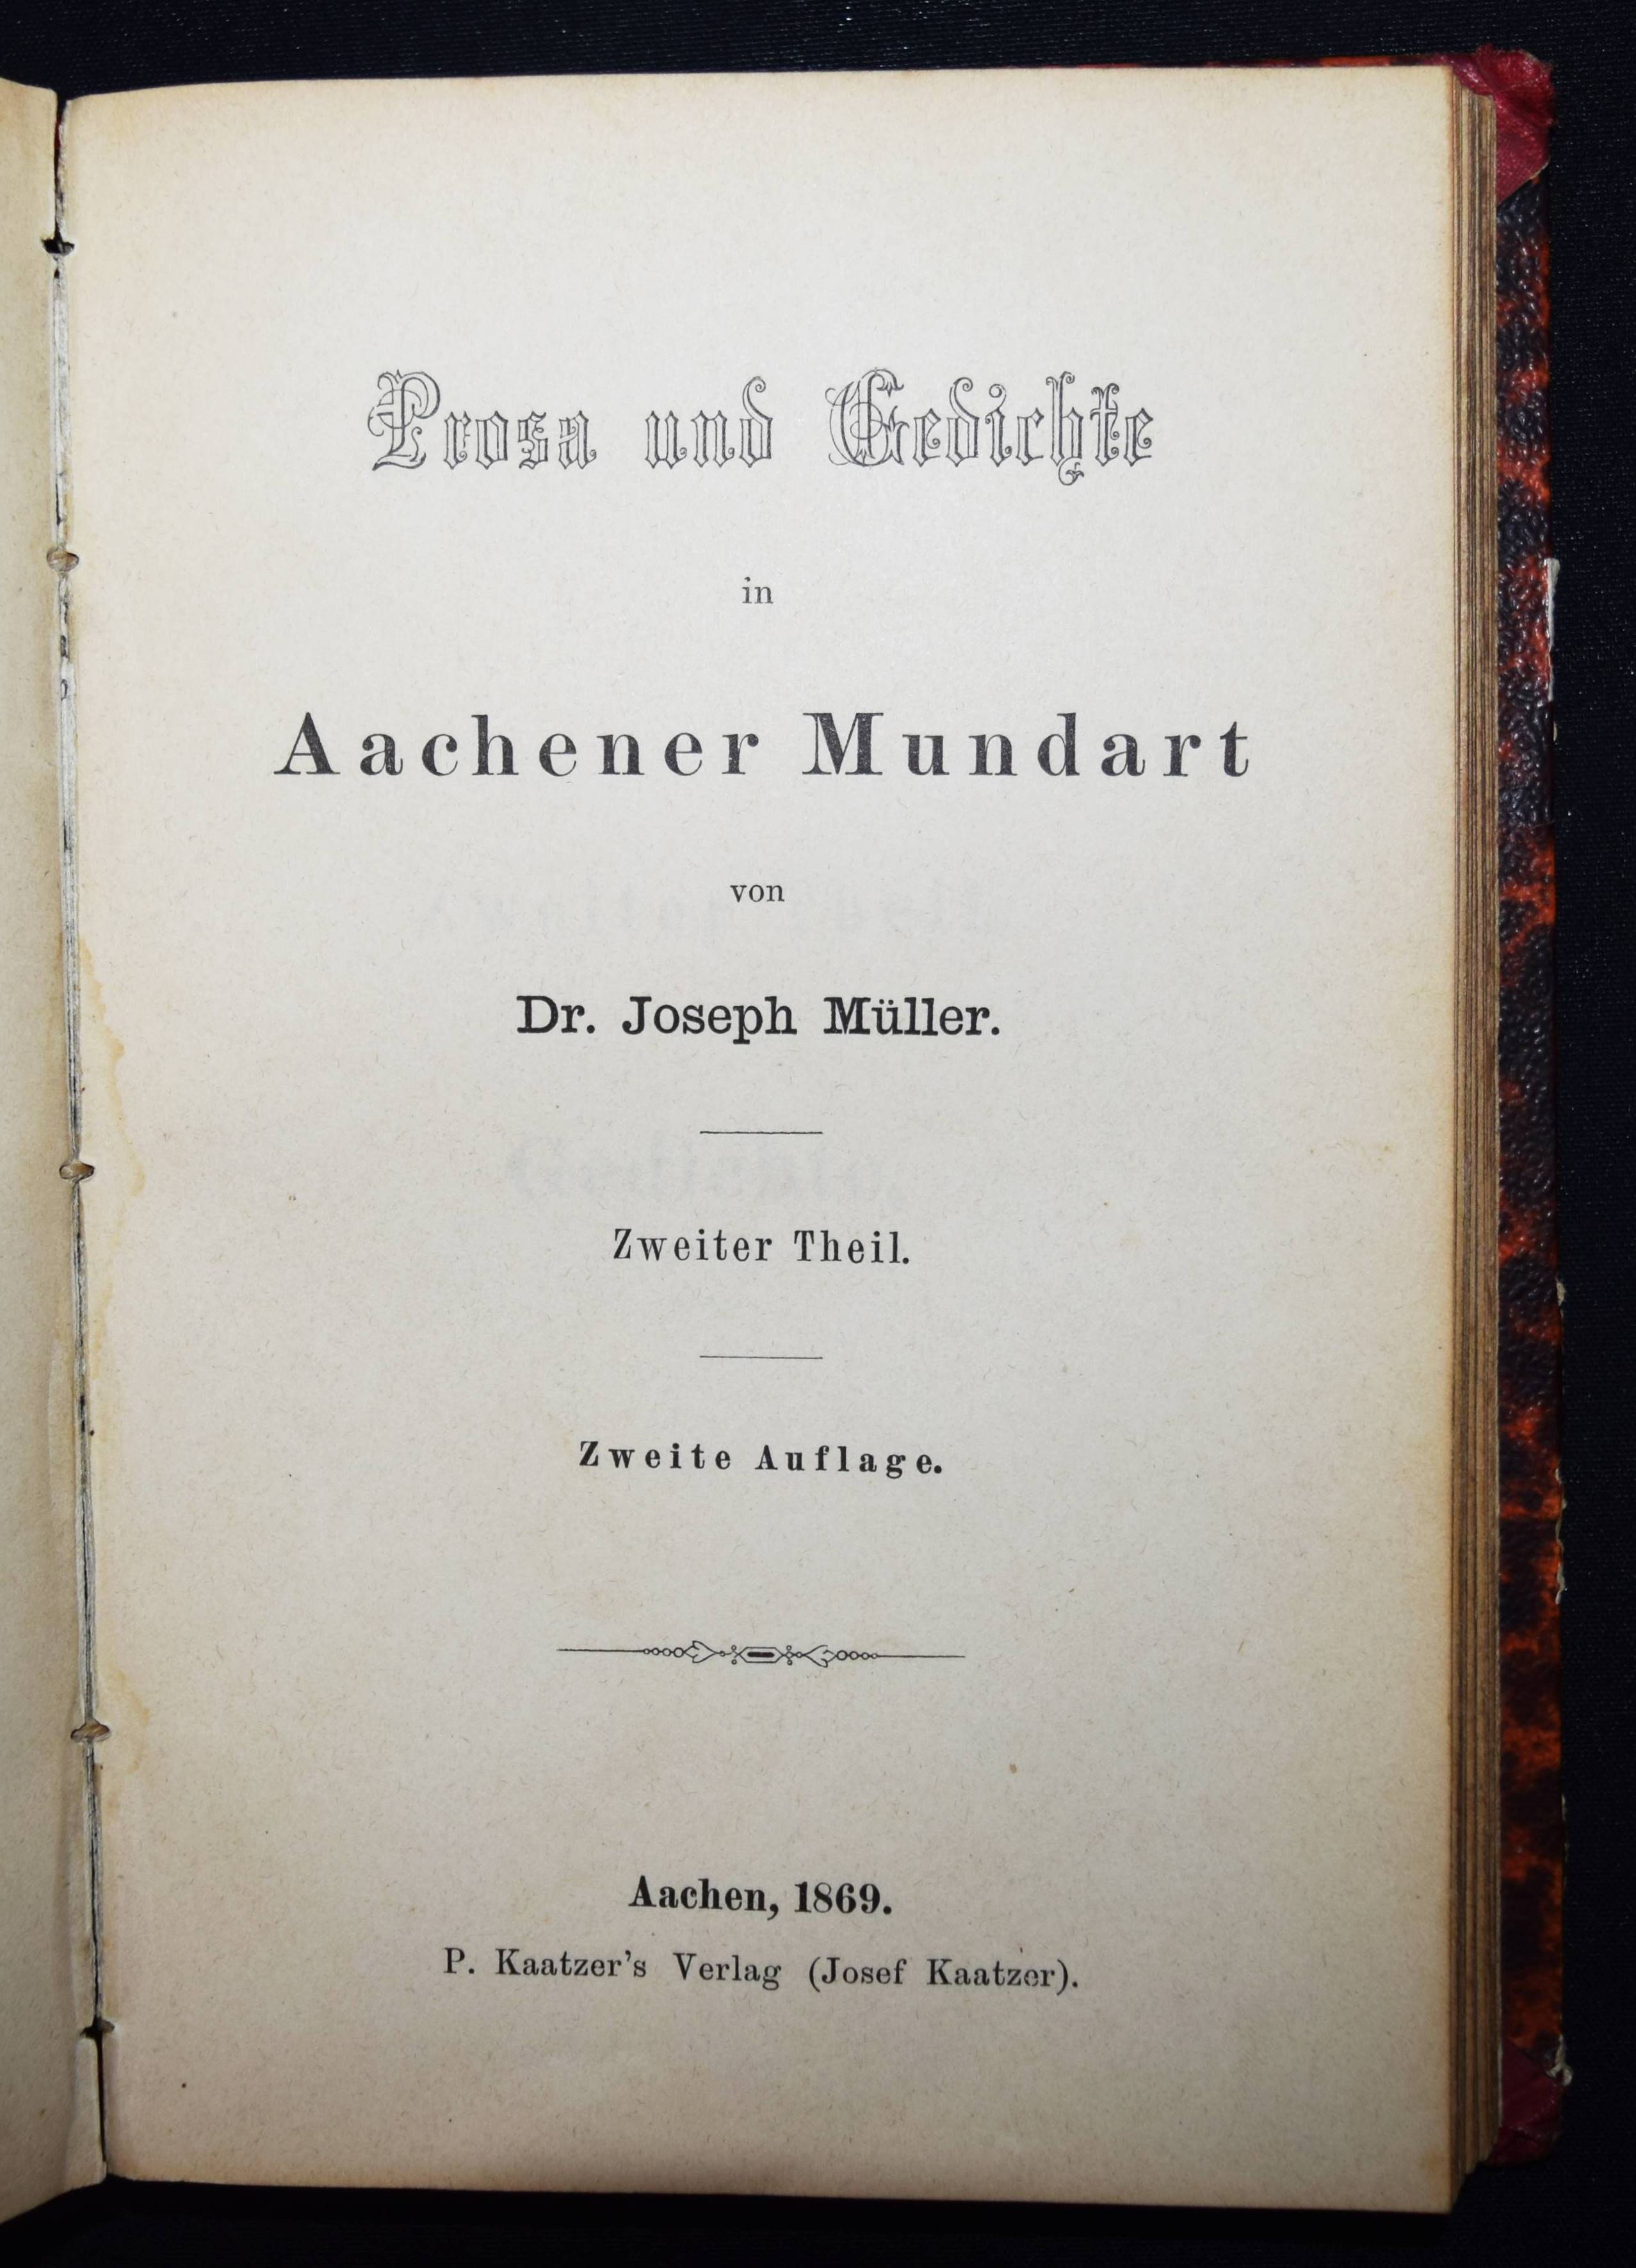 Prosa und Gedichte
in
Aachener Mundart
von
Dr. Joseph Müller.
Zweiter Theil.
Zweite Auflage.
Aachen, 1869.
P. Kaatzer's Verlag (Josef Kaatzer).